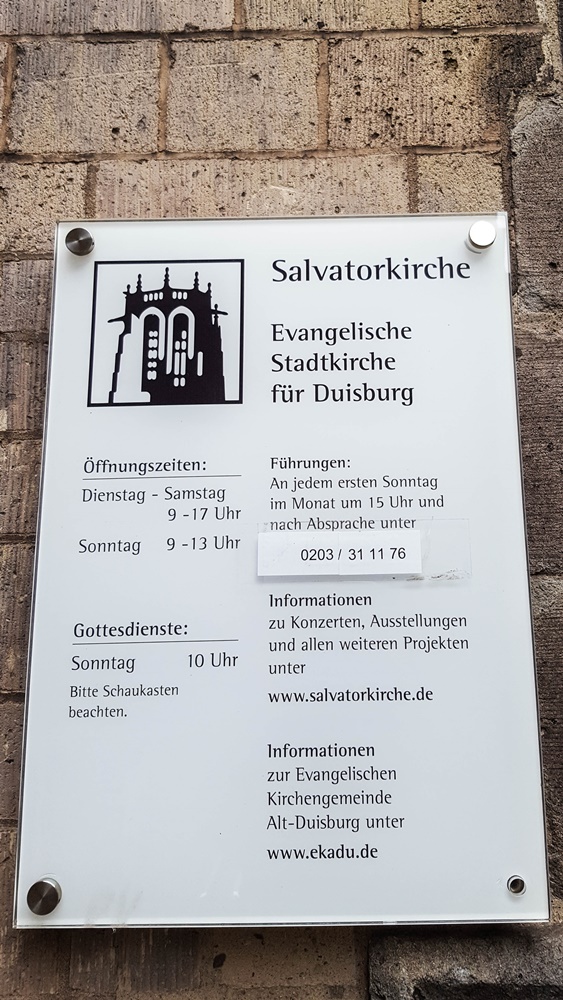 Salvatorkirche
Evangelische
Stadtkirche
für Duisburg
Öffnungszeiten:
Dienstag - Samstag
9 -17 Uhr
Sonntag 9 -13 Uhr
Gottesdienste:
Sonntag 10 Uhr
Bitte Schaukasten
beachten.
Führungen:
An jedem ersten Sonntag
im Monat um 15 Uhr und
nach Absprache unter
0203 / 31 11 76
Informationen
zu Konzerten, Ausstellungen
und allen weiteren Projekten
unter
www.salvatorkirche.de
Informationen
zur Evangelischen
Kirchengemeinde
Alt-Duisburg unter
www.ekadu.de